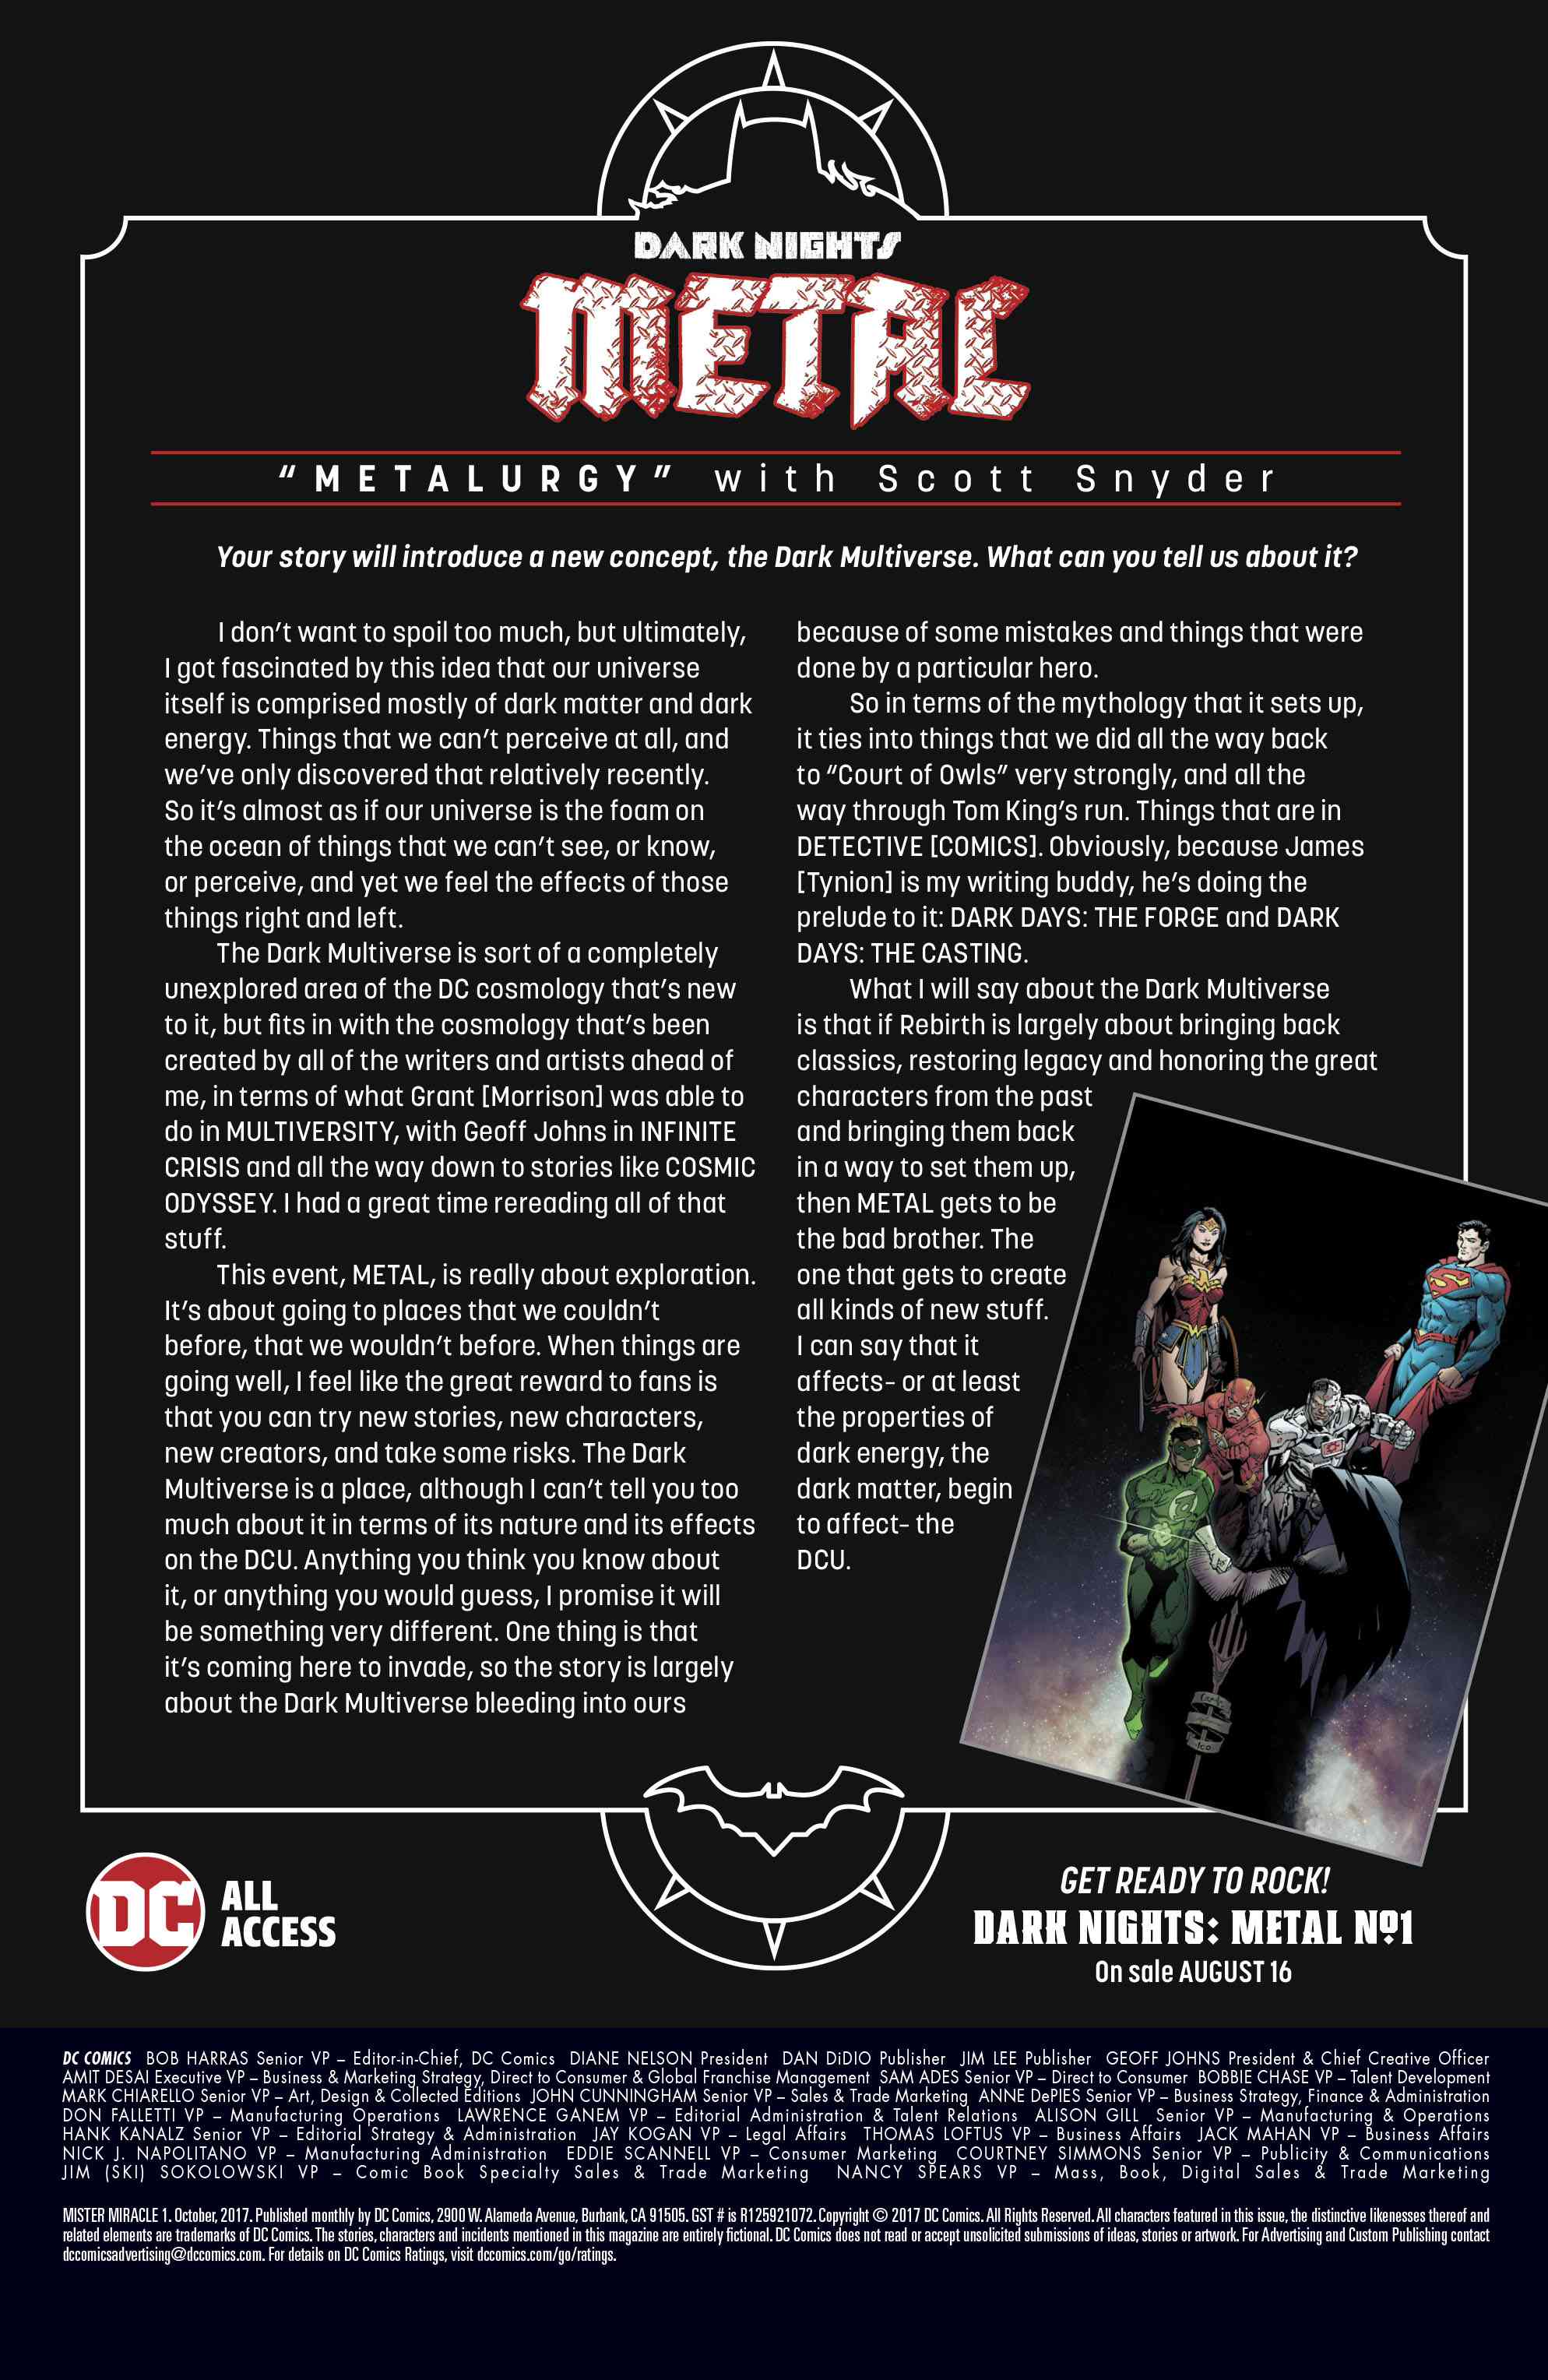 DARK NIGHTS
METAL
“METALURGY” with Scott Snyder
Your story will introduce a new concept, the Dark Multiverse. What can you tell us about it?
I don’t want to spoil too much, but ultimately,
I got fascinated by this idea that our universe
itself is comprised mostly of dark matter and dark
energy. Things that we can’t perceive at all, and
we’ve only discovered that relatively recently.
So it’s almost as if our universe is the foam on
the ocean of things that we can’t see, or know,
or perceive, and yet we feel the effects of those
things right and left.
The Dark Multiverse is sort of a completely
unexplored area of the DC cosmology that’s new
to it, but fits in with the cosmology that’s been
created by all of the writers and artists ahead of
me, in terms of what Grant [Morrison] was able to
do in MULTIVERSITY, with Geoff Johns in INFINITE
CRISIS and all the way down to stories like COSMIC
ODYSSEY. I had a great time rereading all of that
stuff.
This event, METAL, is really about exploration.
It’s about going to places that we couldn’t
before, that we wouldn’t before. When things are
going well, I feel like the great reward to fans is
that you can try new stories, new characters,
new creators, and take some risks. The Dark
Multiverse is a place, although I can’t tell you too
much about it in terms of its nature and its effects
on the DCU. Anything you think you know about
it, or anything you would guess, I promise it will
be something very different. One thing is that
it’s coming here to invade, so the story is largely
about the Dark Multiverse bleeding into ours
because of some mistakes and things that were
done by a particular hero.
So in terms of the mythology that it sets up,
it ties into things that we did all the way back
to “Court of Owls” very strongly, and all the
way through Tom King’s run. Things that are in
DETECTIVE [COMICS]. Obviously, because James
[Tynion] is my writing buddy, he’s doing the
prelude to it: DARK DAYS: THE FORGE and DARK
DAYS: THE CASTING.
What I will say about the Dark Multiverse
is that if Rebirth is largely about bringing back
classics, restoring legacy and honoring the great
characters from the past
and bringing them back
in a way to set them up,
then METAL gets to be
the bad brother. The
one that gets to create
all kinds of new stuff.
I can say that it
affects- or at least
the properties of
dark energy, the
dark matter, begin
to affect- the
DCU.
DC ALL
ACCESS
GET READY TO ROCK!
DARK NIGHTS: METAL Nº1
On sale AUGUST 16
DC COMICS BOB HARRAS Senior VP – Editor-in-Chief, DC Comics DIANE NELSON President DAN DiDIO Publisher JIM LEE Publisher GEOFF JOHNS President & Chief Creative Officer
AMIT DESAI Executive VP – Business & Marketing Strategy, Direct to Consumer & Global Franchise Management SAM ADES Senior VP – Direct to Consumer BOBBIE CHASE VP – Talent Development
MARK CHIARELLO Senior VP – Art, Design & Collected Editions JOHN CUNNINGHAM Senior VP – Sales & Trade Marketing ANNE DePIES Senior VP – Business Strategy, Finance & Administration
DON FALLETTI VP – Manufacturing Operations LAWRENCE GANEM VP – Editorial Administration & Talent Relations ALISON GILL Senior VP – Manufacturing & Operations
HANK KANALZ Senior VP – Editorial Strategy & Administration JAY KOGAN VP – Legal Affairs THOMAS LOFTUS VP – Business Affairs JACK MAHAN VP – Business Affairs
NICK J. NAPOLITANO VP – Manufacturing Administration EDDIE SCANNELL VP – Consumer Marketing COURTNEY SIMMONS Senior VP – Publicity & Communications
JIM (SKI) SOKOLOWSKI VP – Comic Book Specialty Sales & Trade Marketing NANCY SPEARS VP – Mass, Book, Digital Sales & Trade Marketing
MISTER MIRACLE 1. October, 2017. Published monthly by DC Comics, 2900 W. Alameda Avenue, Burbank, CA 91505. GST # is R125921072. Copyright © 2017 DC Comics. All Rights Reserved. All characters featured in this issue, the distinctive likenesses thereof and
related elements are trademarks of DC Comics. The stories, characters and incidents mentioned in this magazine are entirely fictional. DC Comics does not read or accept unsolicited submissions of ideas, stories or artwork. For Advertising and Custom Publishing contact
dccomicsadvertising@dccomics.com. For details on DC Comics Ratings, visit dccomics.com/go/ratings.